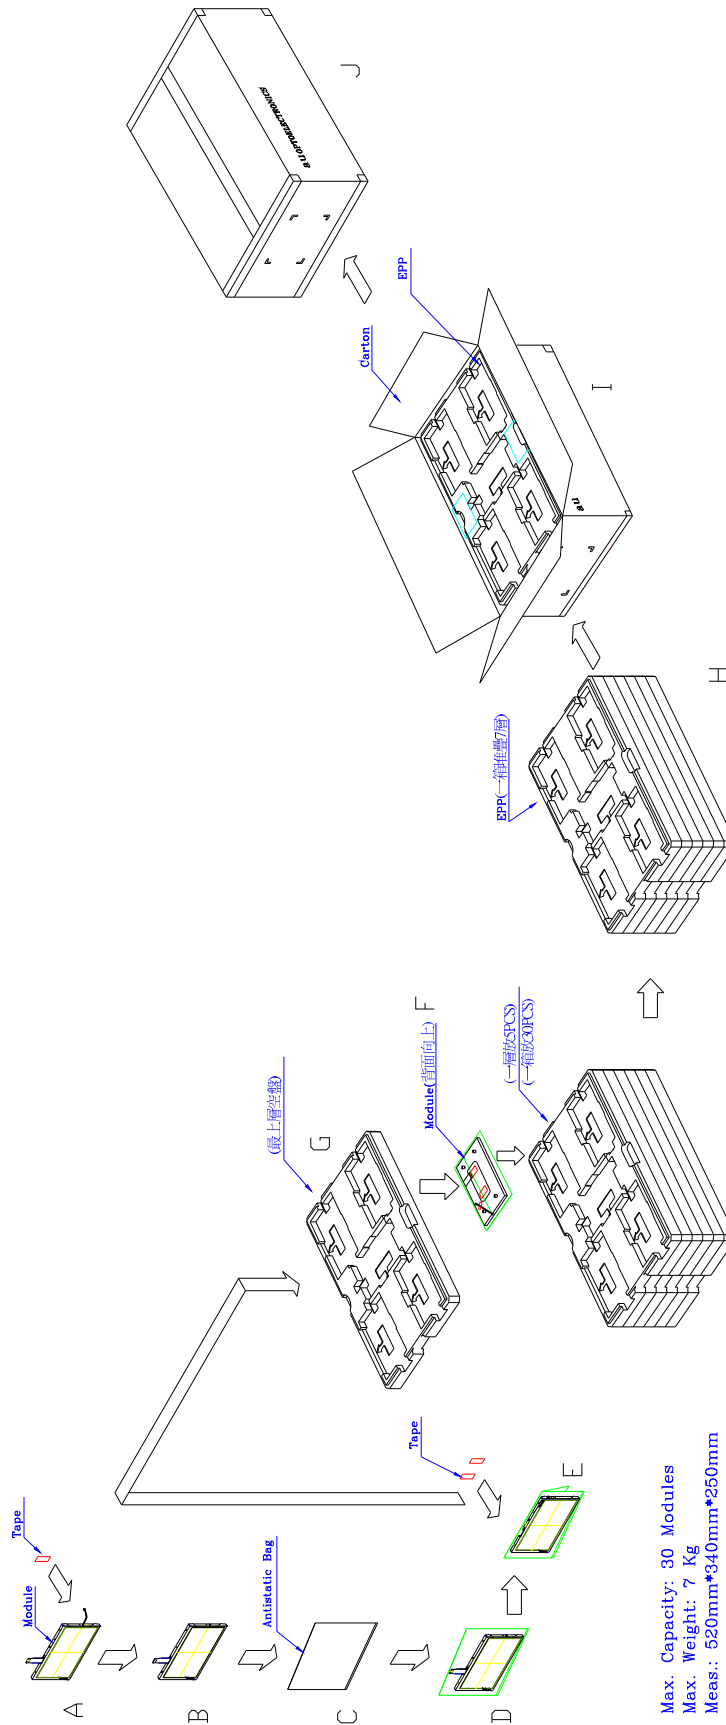 Tape
Module
A
B
Antistatic Bag
C
D
Tape
E
(最上層空盤)
G
Module(背面向上)
F
(一層放5PCS)
(一箱放30PCS)
EPP(一箱堆疊7層)
H
Carton
EPP
I
BU
BUOPTOELECTRONICS
J
Max. Capacity: 30 Modules
Max. Weight: 7 Kg
Meas.: 520mm*340mm*250mm